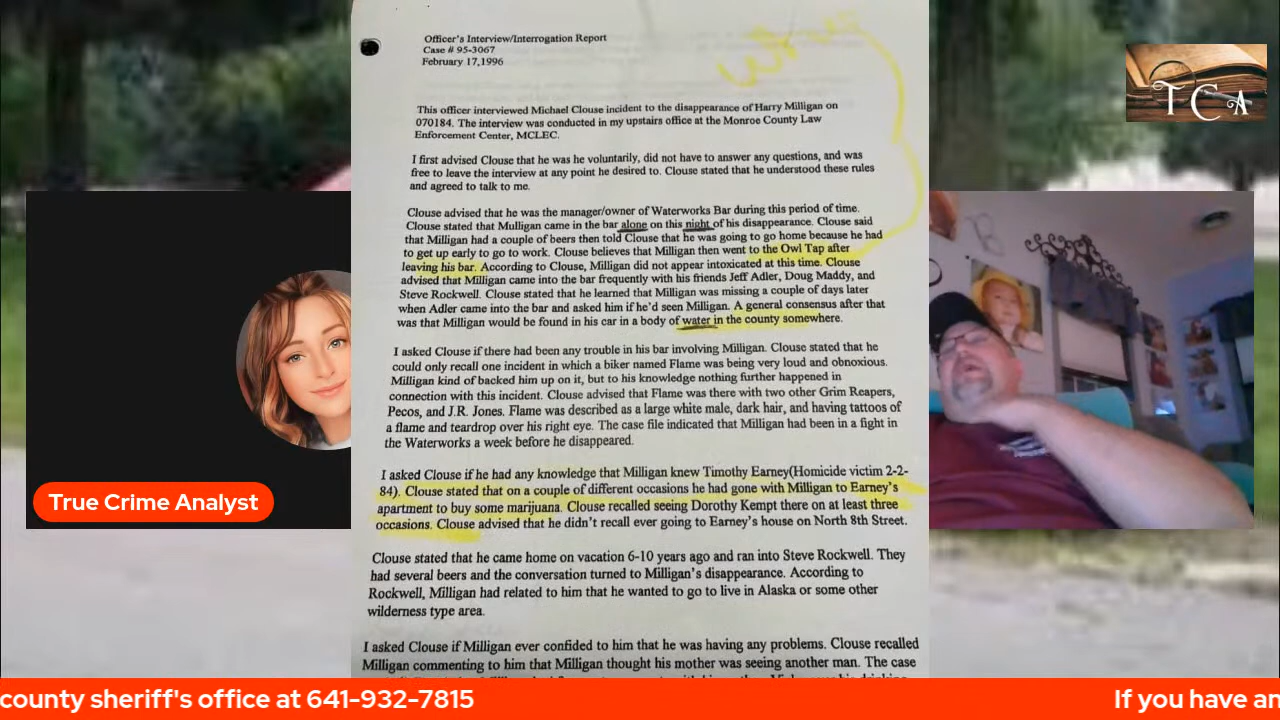 Officer's Interview/Interrogation Report
Case # 95-3067
February 17,1996
This officer interviewed Michael Clouse incident to the disappearance of Harry Milligan on
070184. The interview was conducted in my upstairs office at the Monroe County Law
Enforcement Center, MCLEC.
I first advised Clouse that he was he voluntarily, did not have to answer any questions, and was
free to leave the interview at any point he desired to. Clouse stated that he understood these rules
and agreed to talk to me.
Clouse advised that he was the manager/owner of Waterworks Bar during this period of time.
Clouse stated that Mulligan came in the bar alone on this night of his disappearance. Clouse said
that Milligan had a couple of beers then told Clouse that he was going to go home because he had
to get up early to go to work. Clouse believes that Milligan then went to the Owl Tap after
leaving his bar. According to Clouse, Milligan did not appear intoxicated at this time. Clouse
advised that Milligan came into the bar frequently with his friends Jeff Adler, Doug Maddy, and
Steve Rockwell. Clouse stated that he learned that Milligan was missing a couple of days later
when Adler came into the bar and asked him if he'd seen Milligan. A general consensus after that
was that Milligan would be found in his car in a body of water in the county somewhere.
I asked Clouse if there had been any trouble in his bar involving Milligan. Clouse stated that he
could only recall one incident in which a biker named Flame was being very loud and obnoxious.
Milligan kind of backed him up on it, but to his knowledge nothing further happened in
connection with this incident. Clouse advised that Flame was there with two other Grim Reapers,
Pecos, and J.R. Jones. Flame was described as a large white male, dark hair, and having tattoos of
a flame and teardrop over his right eye. The case file indicated that Milligan had been in a fight in
the Waterworks a week before he disappeared.
I asked Clouse if he had any knowledge that Milligan knew Timothy Earney(Homicide victim 2-2-
84). Clouse stated that on a couple of different occasions he had gone with Milligan to Earney's
apartment to buy some marijuana. Clouse recalled seeing Dorothy Kempt there on at least three
occasions. Clouse advised that he didn't recall ever going to Earney's house on North 8th Street.
Clouse stated that he came home on vacation 6-10 years ago and ran into Steve Rockwell. They
had several beers and the conversation turned to Milligan's disappearance. According to
Rockwell, Milligan had related to him that he wanted to go to live in Alaska or some other
wilderness type area.
I asked Clouse if Milligan ever confided to him that he was having any problems. Clouse recalled
Milligan commenting to him that Milligan thought his mother was seeing another man. The case
TCA
True Crime Analyst
county sheriff's office at 641-932-7815
If you have an